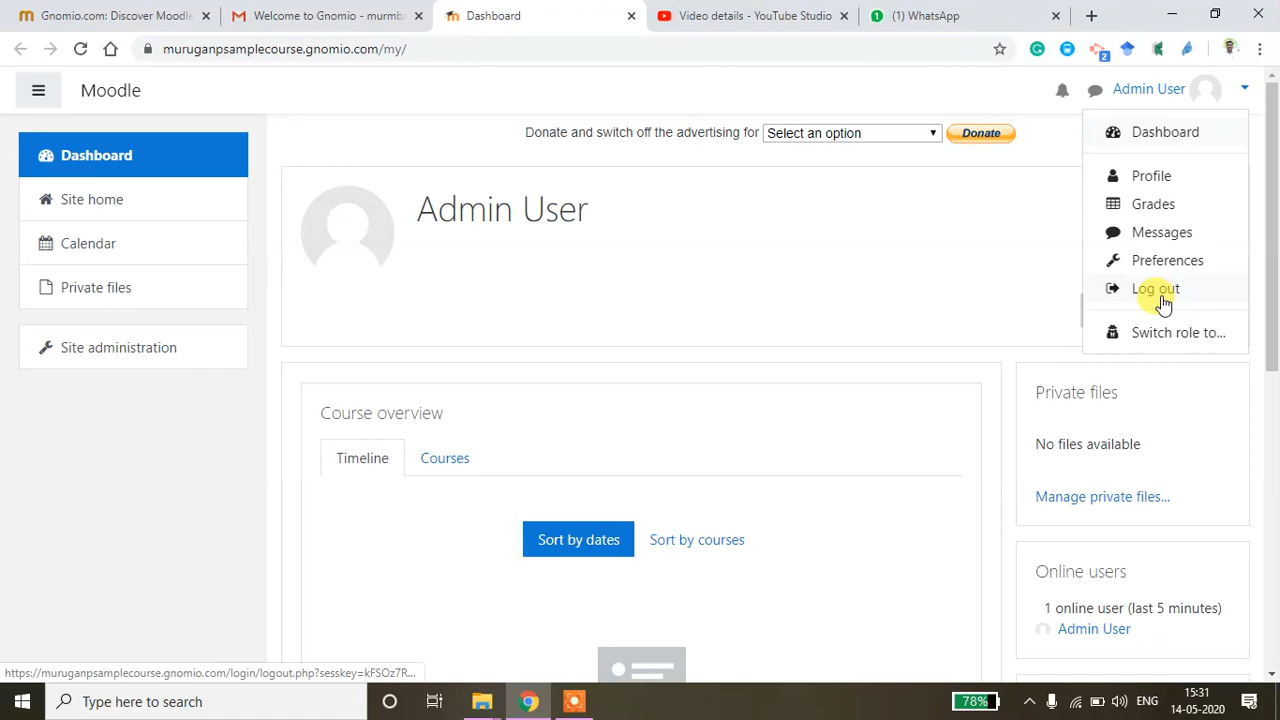 Gnomio.com: Discover Moodle.
Welcome to Gnomio - murmbr
Dashboard
Video details - YouTube Studio
(1) WhatsApp
muruganpsamplecourse.gnomio.com/my/
2
Moodle
Admin User
Donate and switch off the advertising for
Select an option
Donate
Dashboard
Site home
Calendar
Private files
Site administration
Admin User
Dashboard
Profile
Grades
Messages
Preferences
Log out
Switch role to...
Course overview
Timeline
Courses
Sort by dates
Sort by courses
Private files
No files available
Manage private files...
Online users
1 online user (last 5 minutes)
Admin User
https://muruganpsamplecourse.gnomio.com/login/logout.php?sesskey=kFSOz7R...
Type here to search
78%
ENG
15:31
14-05-2020